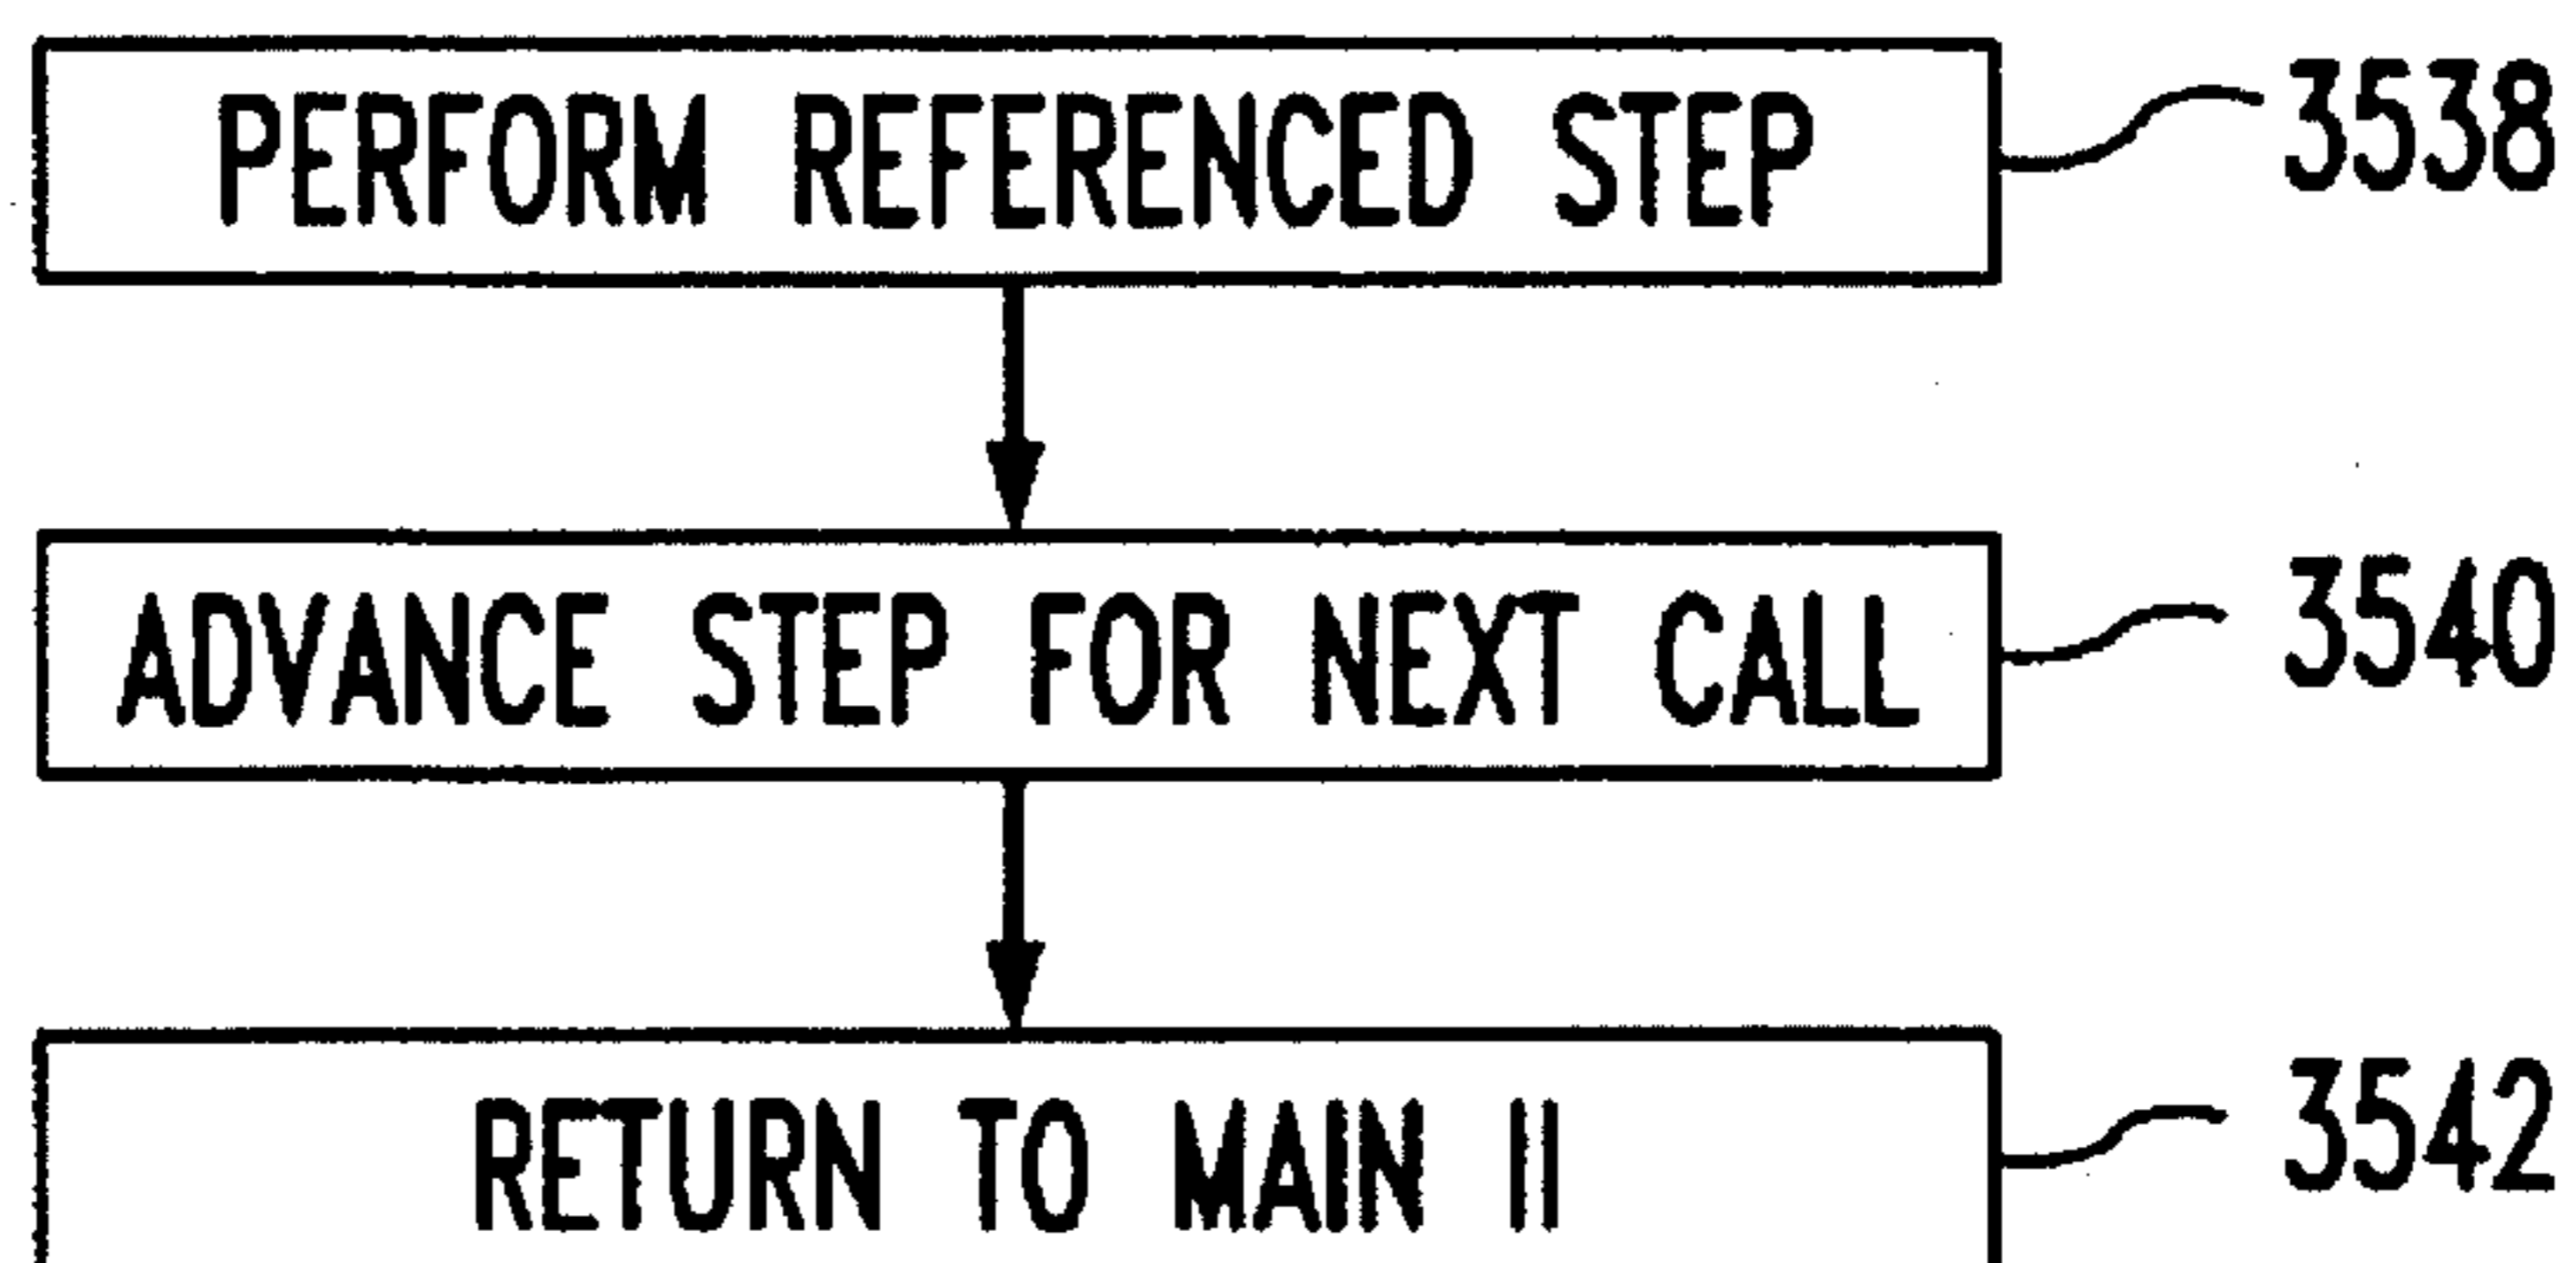 PERFORM REFERENCED STEP 3538
ADVANCE STEP FOR NEXT CALL 3540
RETURN TO MAIN II 3542